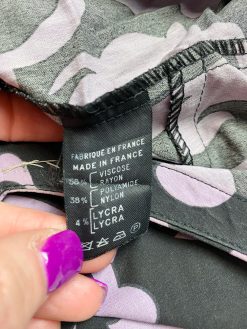 FABRIQUE EN FRANCE
MADE IN FRANCE
58% VISCOSE
RAYON
38% POLYAMIDE
NYLON
4% LYCRA
LYCRA
P